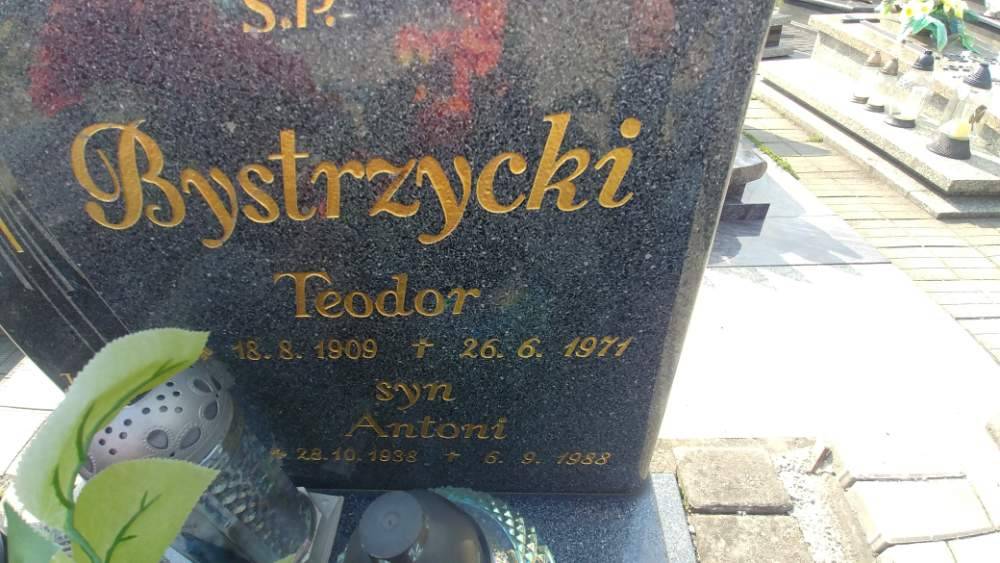 Ś.P.
Bystrzycki
Teodor
* 18. 8. 1909 † 26. 6. 1971
syn
Antoni
* 28. 10. 1938 † 6. 9. 1988